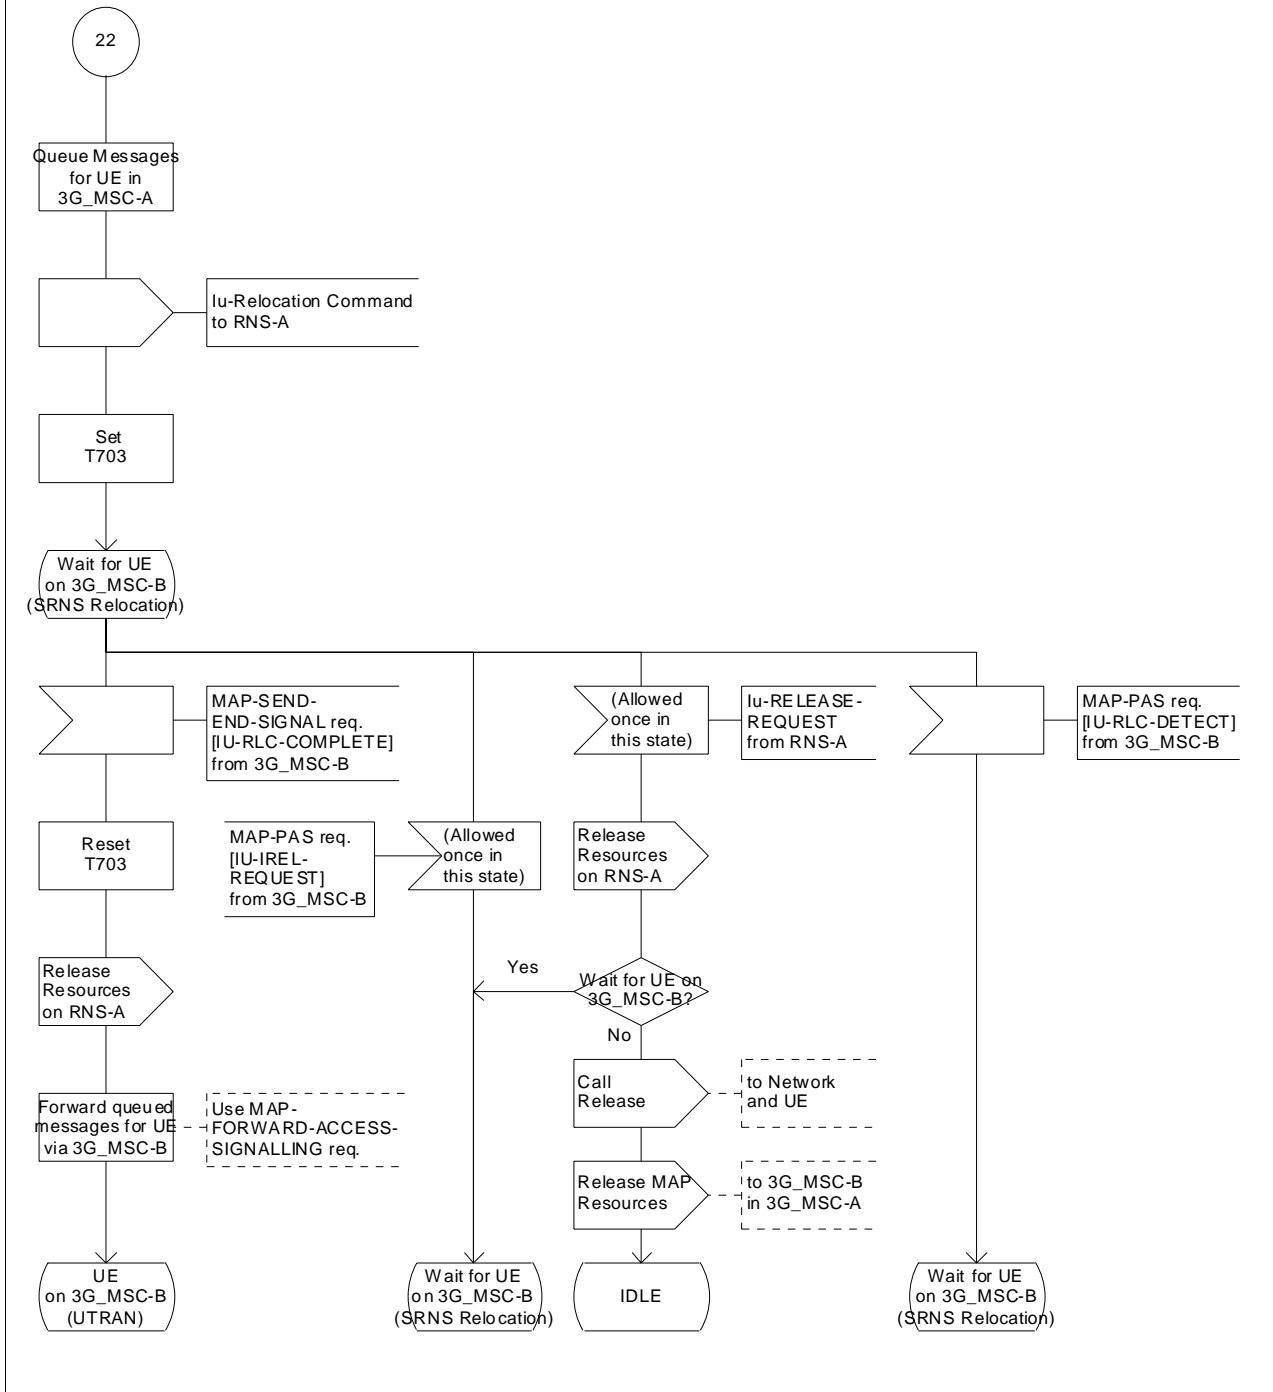 22
Queue Messages
for UE in
3G_MSC-A
Iu-Relocation Command
to RNS-A
Set
T703
Wait for UE
on 3G_MSC-B
(SRNS Relocation)
MAP-SEND-
END-SIGNAL req.
[IU-RLC-COMPLETE]
from 3G_MSC-B
(Allowed
once in
this state)
Iu-RELEASE-
REQUEST
from RNS-A
MAP-PAS req.
[IU-RLC-DETECT]
from 3G_MSC-B
Reset
T703
MAP-PAS req.
[IU-IREL-
REQUEST]
from 3G_MSC-B
(Allowed
once in
this state)
Release
Resources
on RNS-A
Release
Resources
on RNS-A
Yes
Wait for UE on
3G_MSC-B?
No
Forward queued
messages for UE
via 3G_MSC-B
Use MAP-
FORWARD-ACCESS-
SIGNALLING req.
Call
Release
to Network
and UE
Release MAP
Resources
to 3G_MSC-B
in 3G_MSC-A
UE
on 3G_MSC-B
(UTRAN)
Wait for UE
on 3G_MSC-B
(SRNS Relocation)
IDLE
Wait for UE
on 3G_MSC-B
(SRNS Relocation)